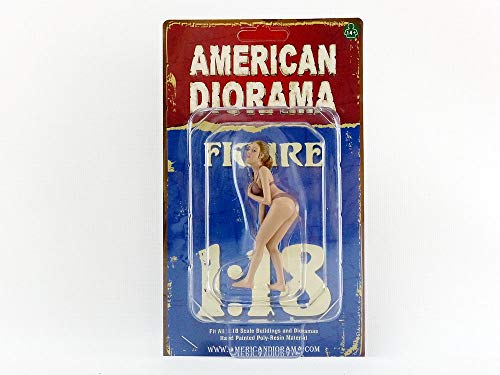 14+
AMERICAN
DIORAMA
FIGURE
1:18
Fit All 1:18 Scale Buildings and Dioramas
Hand Painted Poly-Resin Material
WWW.AMERICANDIORAMA.COM